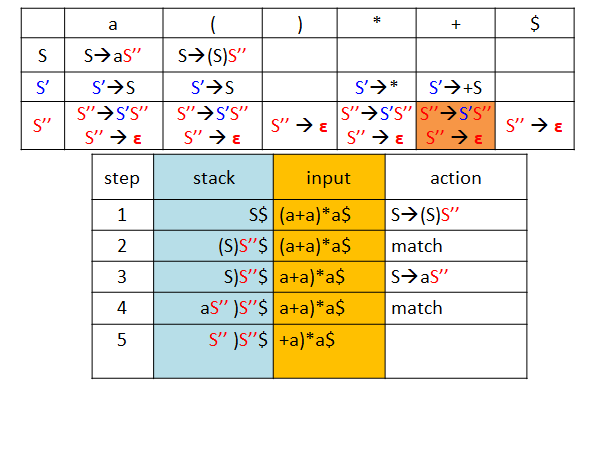 a ( ) * + $
S S→aS’’ S→(S)S’’
S’ S’→S S’→S S’→* S’→+S
S’’ S’’→S’S’’ S’’→S’S’’ S’’ → ε S’’→S’S’’ S’’→S’S’’ S’’ → ε
S’’ → ε S’’ → ε S’’ → ε S’’ → ε
step stack input action
1 S$ (a+a)*a$ S→(S)S’’
2 (S)S’’$ (a+a)*a$ match
3 S)S’’$ a+a)*a$ S→aS’’
4 aS’’ )S’’$ a+a)*a$ match
5 S’’ )S’’$ +a)*a$